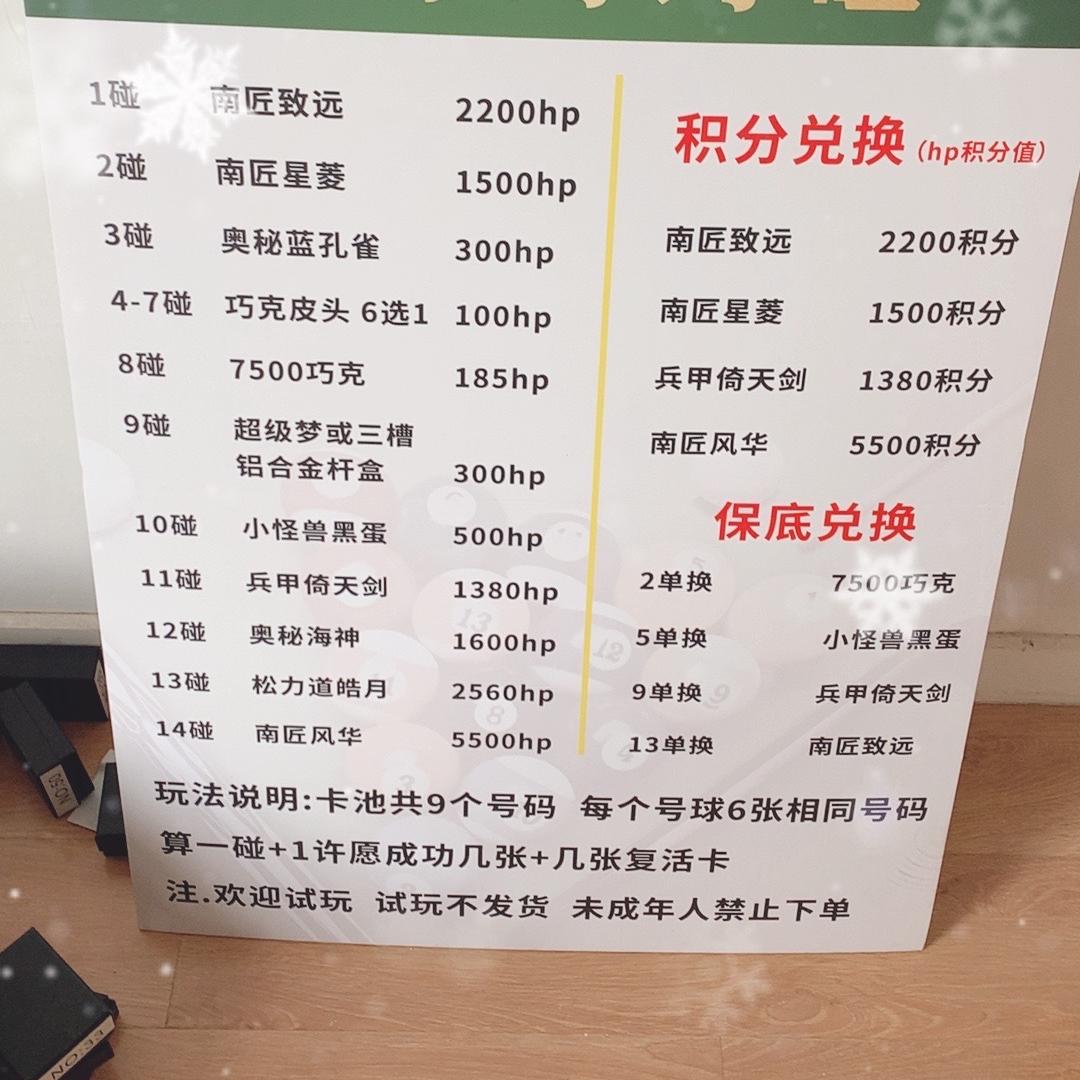 1碰 南匠致远 2200hp
2碰 南匠星菱 1500hp
3碰 奥秘蓝孔雀 300hp
4-7碰 巧克皮头 6选1 100hp
8碰 7500巧克 185hp
9碰 超级梦或三槽
铝合金杆盒 300hp
10碰 小怪兽黑蛋 500hp
11碰 兵甲倚天剑 1380hp
12碰 奥秘海神 1600hp
13碰 松力道皓月 2560hp
14碰 南匠风华 5500hp
积分兑换（hp积分值）
南匠致远 2200积分
南匠星菱 1500积分
兵甲倚天剑 1380积分
南匠风华 5500积分
保底兑换
2单换 7500巧克
5单换 小怪兽黑蛋
9单换 兵甲倚天剑
13单换 南匠致远
玩法说明:卡池共9个号码 每个号球6张相同号码
算一碰+1许愿成功几张+几张复活卡
注.欢迎试玩 试玩不发货 未成年人禁止下单
NO:50